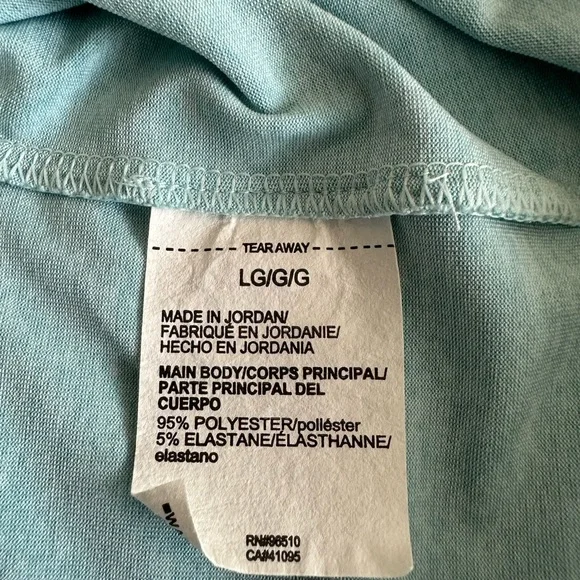 TEAR AWAY
LG/G/G
MADE IN JORDAN/
FABRIQUÉ EN JORDANIE/
HECHO EN JORDANIA
MAIN BODY/CORPS PRINCIPAL/
PARTE PRINCIPAL DEL
CUERPO
95% POLYESTER/poliéster
5% ELASTANE/ÉLASTHANNE/
elastano
RN#96510
CA#41095